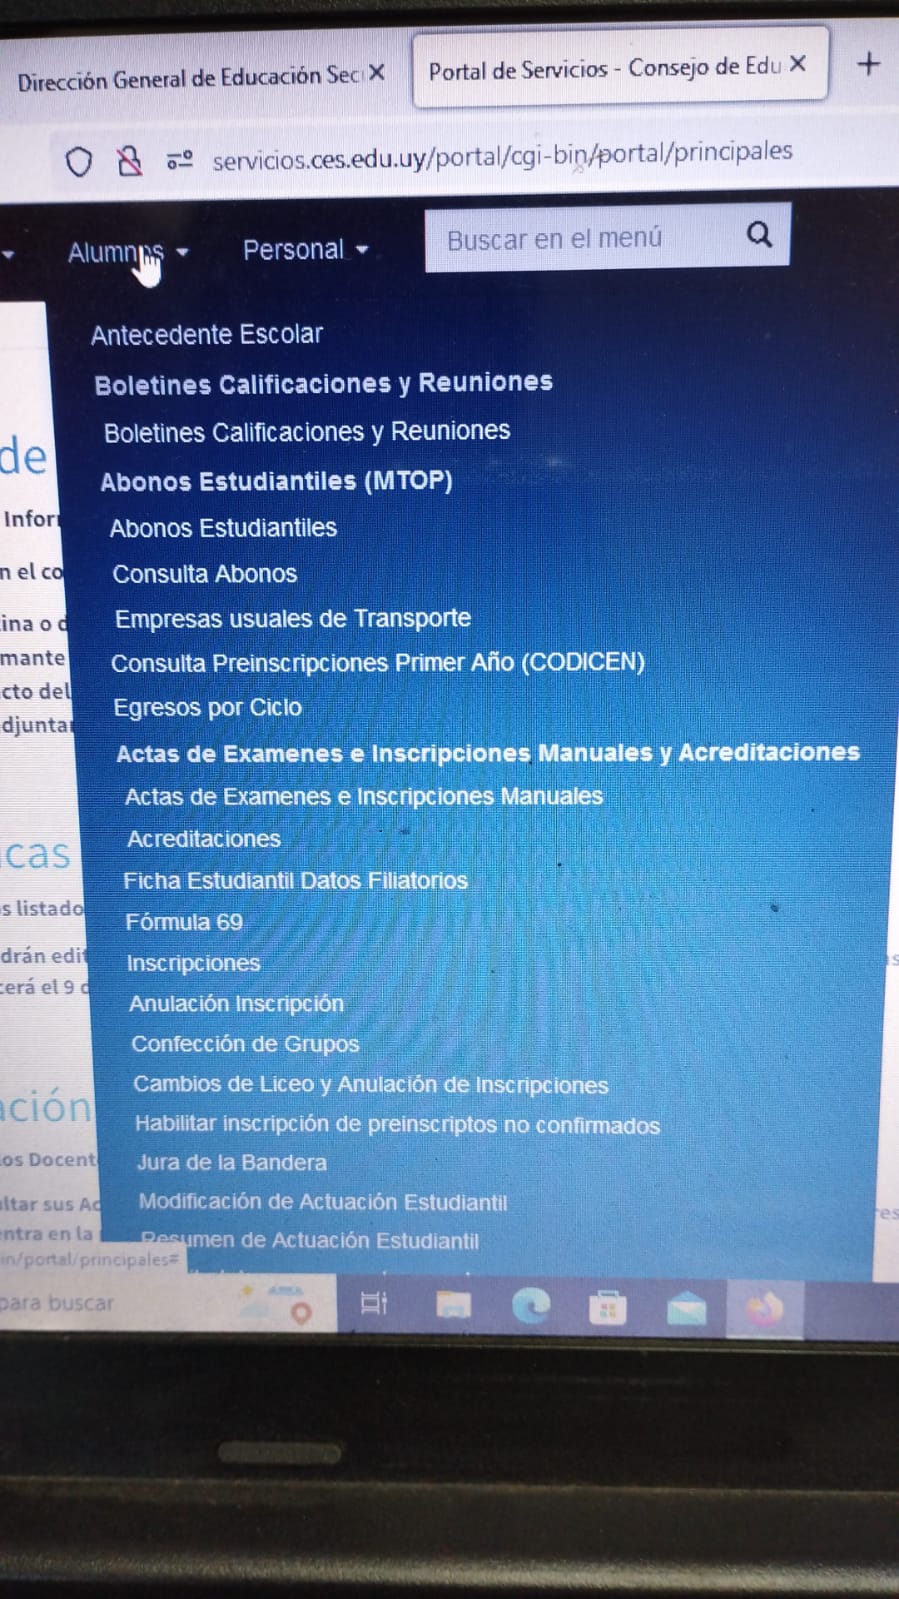 Dirección General de Educación Sec
Portal de Servicios - Consejo de Edu
servicios.ces.edu.uy/portal/cgi-bin/portal/principales
Alumnos
Personal
Buscar en el menú
Antecedente Escolar
Boletines Calificaciones y Reuniones
Boletines Calificaciones y Reuniones
de
Abonos Estudiantiles (MTOP)
Infor
Abonos Estudiantiles
n el co
Consulta Abonos
ina o d
Empresas usuales de Transporte
mante
Consulta Preinscripciones Primer Año (CODICEN)
cto del
Egresos por Ciclo
djuntar
Actas de Examenes e Inscripciones Manuales y Acreditaciones
Actas de Examenes e Inscripciones Manuales
Acreditaciones
cas
Ficha Estudiantil Datos Filiatorios
s listado
Fórmula 69
drán edit
Inscripciones
cerá el 9 d
Anulación Inscripción
Confección de Grupos
Cambios de Liceo y Anulación de Inscripciones
ación
Habilitar inscripción de preinscriptos no confirmados
los Docent
Jura de la Bandera
ultar sus Ac
Modificación de Actuación Estudiantil
entra en la
Resumen de Actuación Estudiantil
in/portal/principales#
para buscar